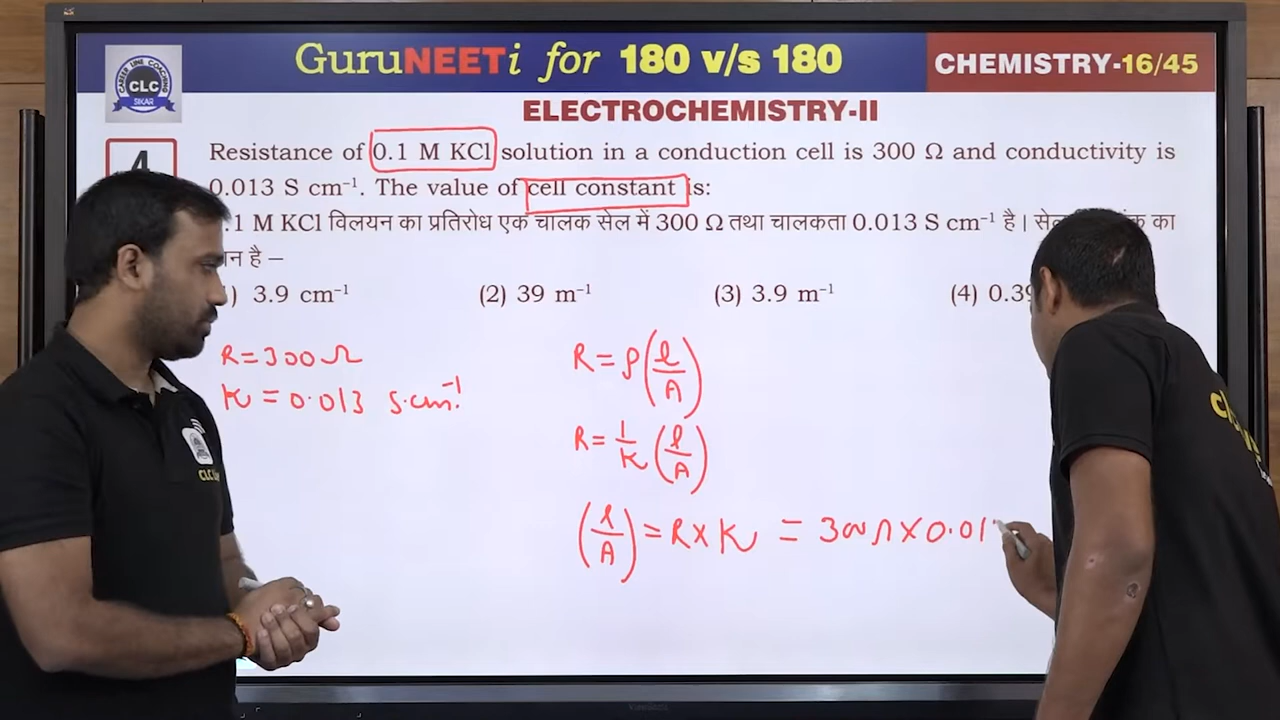 GuruNEETi for 180 v/s 180
CHEMISTRY-16/45
CAREER LINE COACHING
CLC
SIKAR
ELECTROCHEMISTRY-II
4
Resistance of 0.1 M KCl solution in a conduction cell is 300 Ω and conductivity is
0.013 S cm⁻¹. The value of cell constant is:
.1 M KCl विलयन का प्रतिरोध एक चालक सेल में 300 Ω तथा चालकता 0.013 S cm⁻¹ है। का
है –
) 3.9 cm⁻¹ (2) 39 m⁻¹ (3) 3.9 m⁻¹ (4) 0.39
R = 300 Ω
K = 0.013 S.cm⁻¹
R = ρ(l/A)
R = 1/K (l/A)
(l/A) = R × K = 300 Ω × 0.01
CLC
ViewSonic